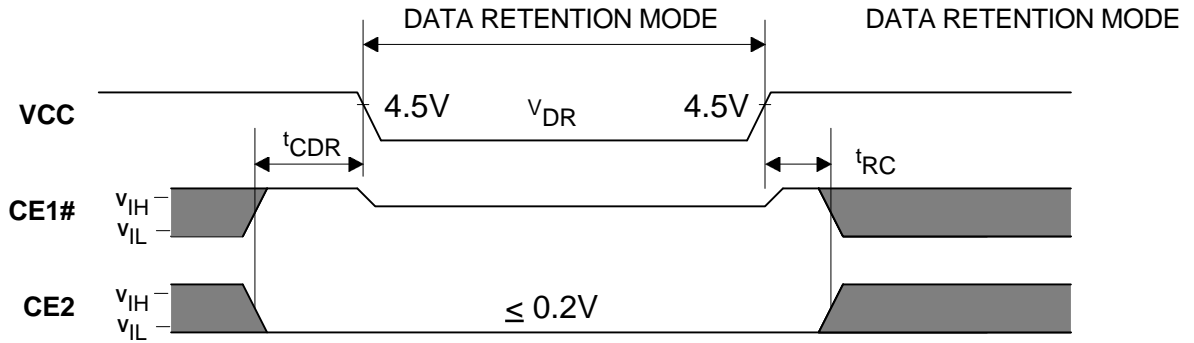 DATA RETENTION MODE DATA RETENTION MODE
VCC 4.5V VDR 4.5V
tCDR tRC
CE1# VIH
VIL
CE2 VIH
VIL
≤ 0.2V